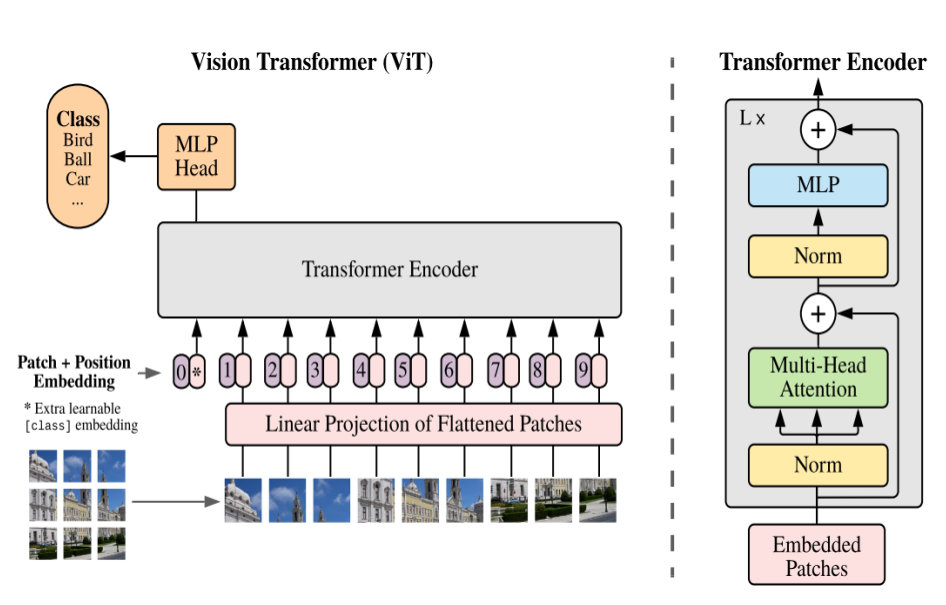 Vision Transformer (ViT)
Class
Bird
Ball
Car
...
MLP
Head
Transformer Encoder
Patch + Position
Embedding
0 * 1 2 3 4 5 6 7 8 9
* Extra learnable
[class] embedding
Linear Projection of Flattened Patches
Transformer Encoder
L x
+
MLP
Norm
+
Multi-Head
Attention
Norm
Embedded
Patches